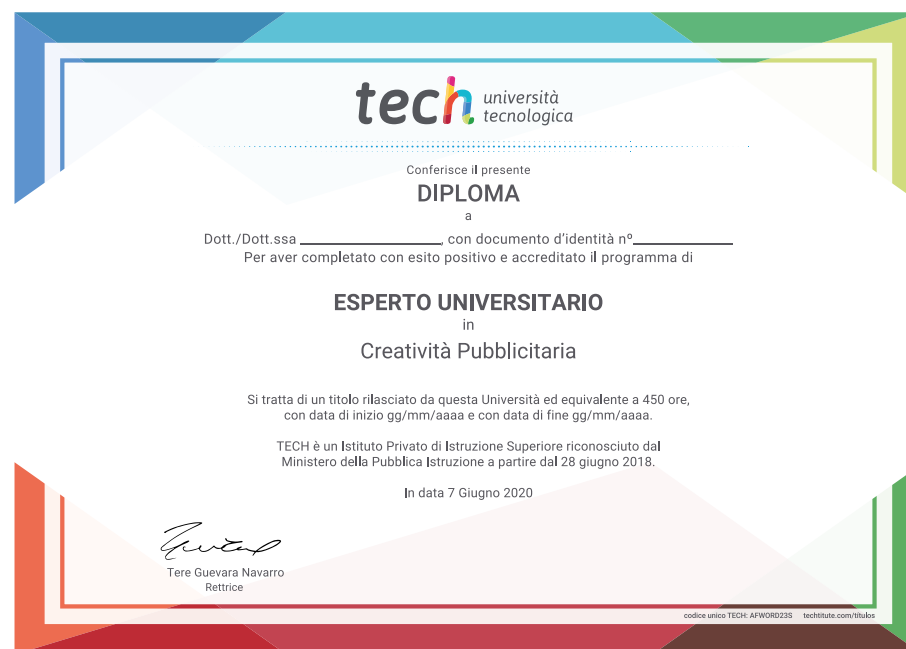 tech università
tecnologica
Conferisce il presente
DIPLOMA
a
Dott./Dott.ssa ____________________, con documento d'identità nº______________
Per aver completato con esito positivo e accreditato il programma di
ESPERTO UNIVERSITARIO
in
Creatività Pubblicitaria
Si tratta di un titolo rilasciato da questa Università ed equivalente a 450 ore,
con data di inizio gg/mm/aaaa e con data di fine gg/mm/aaaa.
TECH è un Istituto Privato di Istruzione Superiore riconosciuto dal
Ministero della Pubblica Istruzione a partire dal 28 giugno 2018.
In data 7 Giugno 2020
Tere Guevara Navarro
Rettrice
codice unico TECH: AFWORD23S techtitute.com/titulos